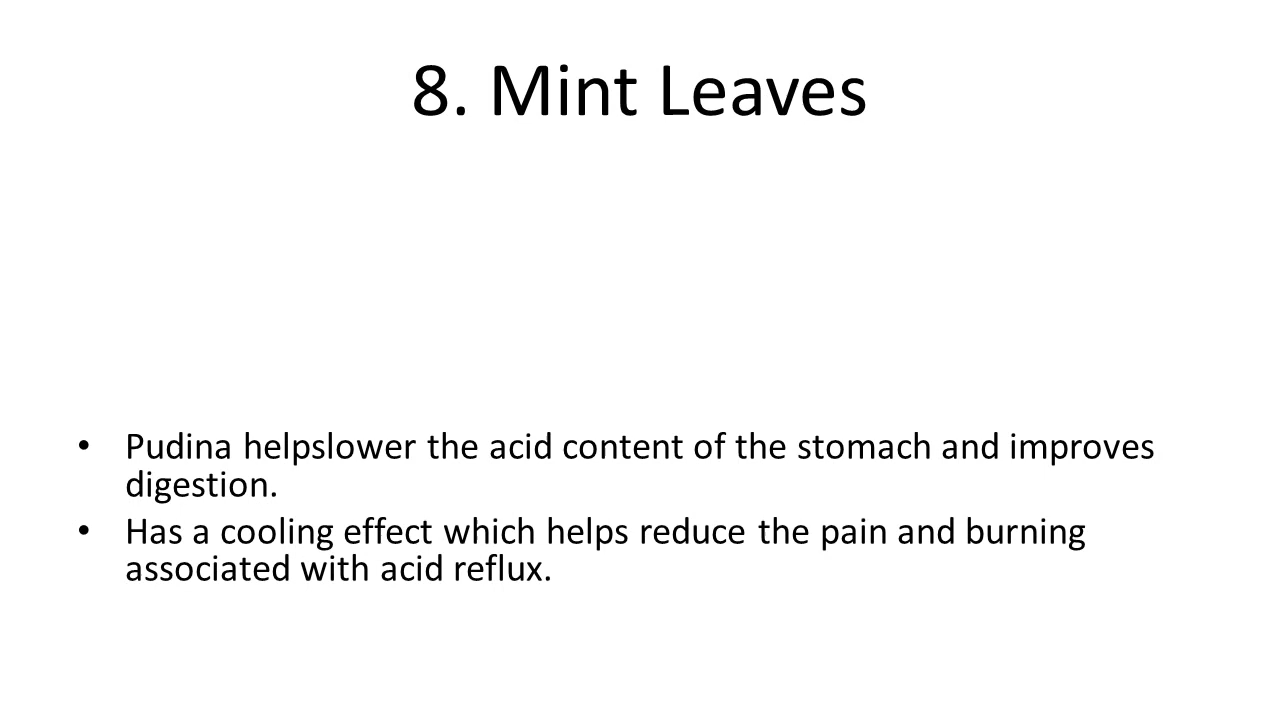 8. Mint Leaves
• Pudina helpslower the acid content of the stomach and improves
digestion.
• Has a cooling effect which helps reduce the pain and burning
associated with acid reflux.